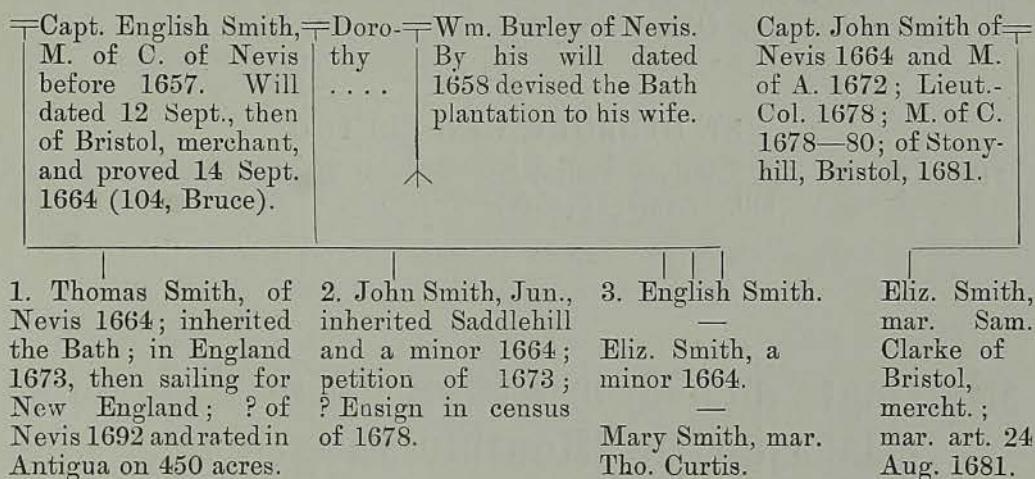 Capt. English Smith,
M. of C. of Nevis
before 1657. Will
dated 12 Sept., then
of Bristol, merchant,
and proved 14 Sept.
1664 (104, Bruce).
Doro-
thy
. . . .
Wm. Burley of Nevis.
By his will dated
1658 devised the Bath
plantation to his wife.
Capt. John Smith of
Nevis 1664 and M.
of A. 1672; Lieut.-
Col. 1678; M. of C.
1678—80; of Stony-
hill, Bristol, 1681.
1. Thomas Smith, of
Nevis 1664; inherited
the Bath; in England
1673, then sailing for
New England; ? of
Nevis 1692 and rated in
Antigua on 450 acres.
2. John Smith, Jun.,
inherited Saddlehill
and a minor 1664;
petition of 1673;
? Ensign in census
of 1678.
3. English Smith.
—
Eliz. Smith, a
minor 1664.
—
Mary Smith, mar.
Tho. Curtis.
Eliz. Smith,
mar. Sam.
Clarke of
Bristol,
mercht.;
mar. art. 24
Aug. 1681.